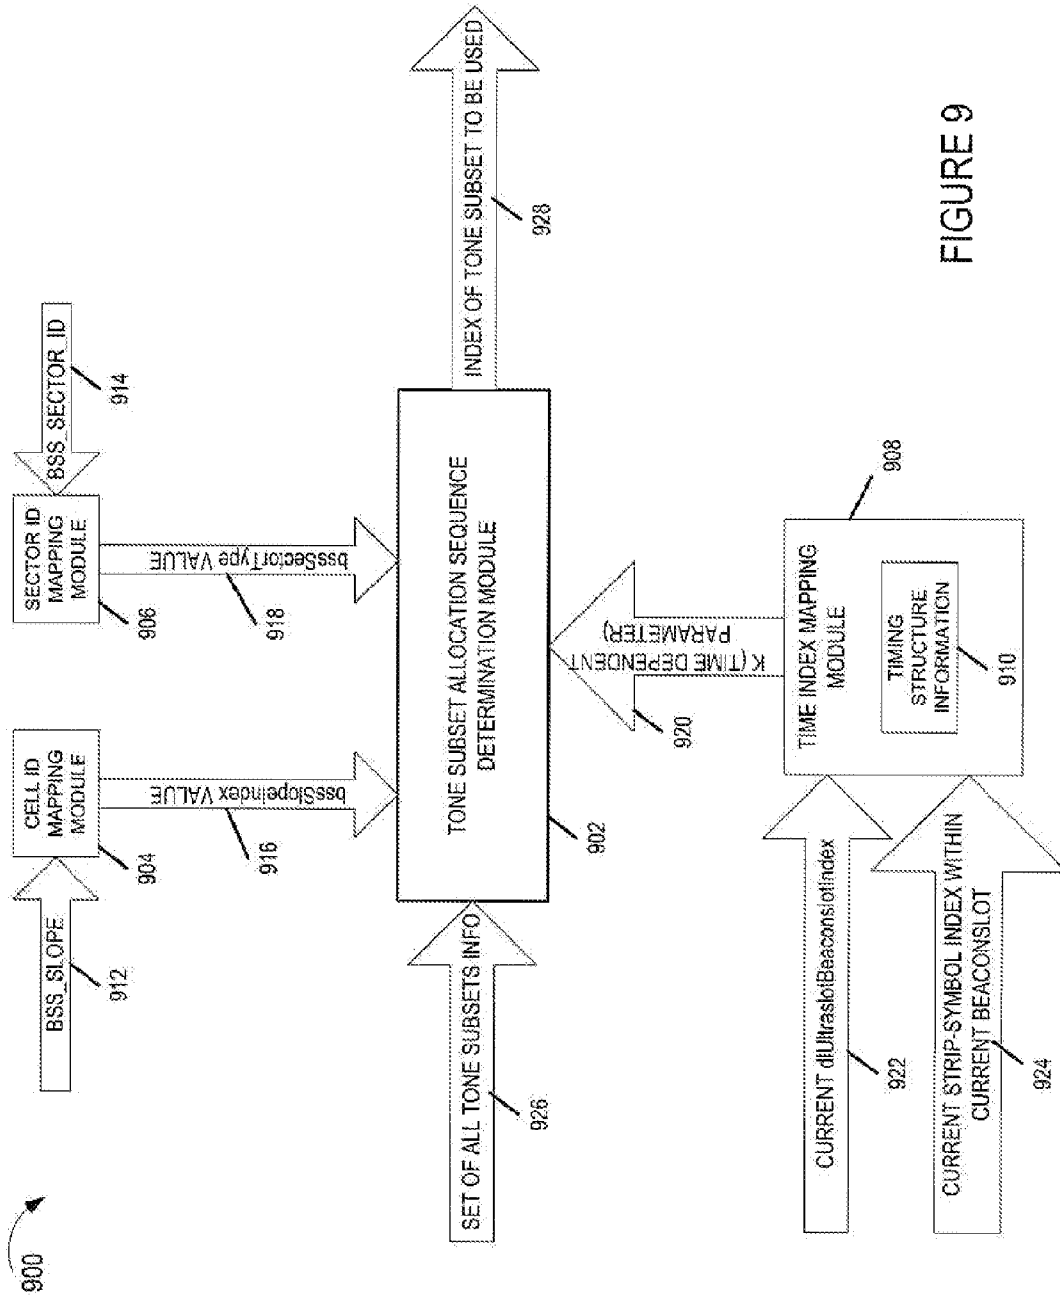 900
BSS_SLOPE
912
CELL ID
MAPPING
MODULE
904
SECTOR ID
MAPPING
MODULE
906
BSS_SECTOR_ID
914
bssSlopeIndex VALUE
916
bssSectorType VALUE
918
SET OF ALL TONE SUBSETS INFO
926
TONE SUBSET ALLOCATION SEQUENCE
DETERMINATION MODULE
902
INDEX OF TONE SUBSET TO BE USED
928
K (TIME DEPENDENT
PARAMETER)
920
CURRENT dlUltraslotBeaconslotIndex
922
CURRENT STRIP-SYMBOL INDEX WITHIN
CURRENT BEACONSLOT
924
TIME INDEX MAPPING
MODULE
908
TIMING
STRUCTURE
INFORMATION
910
FIGURE 9